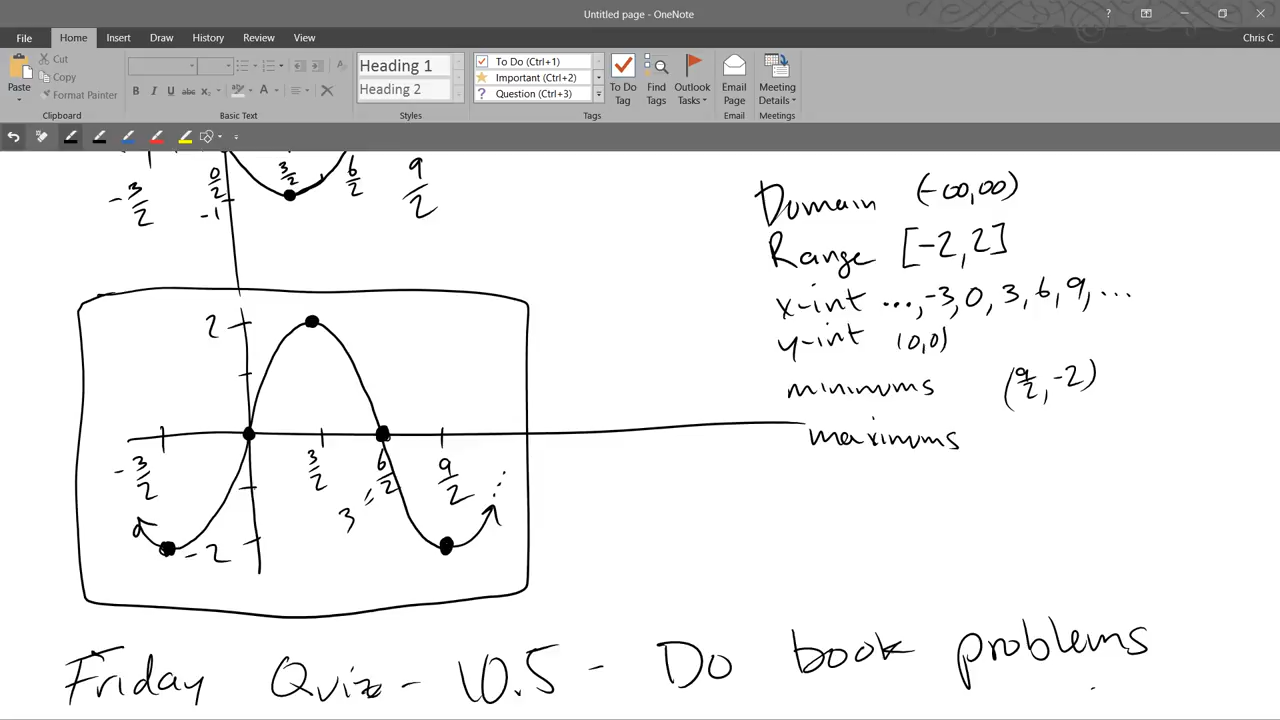 Untitled page - OneNote
?
File Home Insert Draw History Review View
Chris C
Paste
Cut
Copy
Format Painter
Clipboard
B I U abc x₂ A
Basic Text
Heading 1
Heading 2
Styles
To Do (Ctrl+1)
Important (Ctrl+2)
? Question (Ctrl+3)
To Do Tag
Find Tags
Tags
Outlook Tasks
Email Page
Email
Meeting Details
Meetings
-3/2 0/2 3/2 6/2 9/2
-1
Domain (-∞,∞)
Range [-2,2]
x-int ...,-3,0,3,6,9,...
y-int (0,0)
minimums (9/2,-2)
maximums
2
-3/2 3/2 6/2 9/2
3 =
-2
Friday Quiz - 10.5 - Do book problems